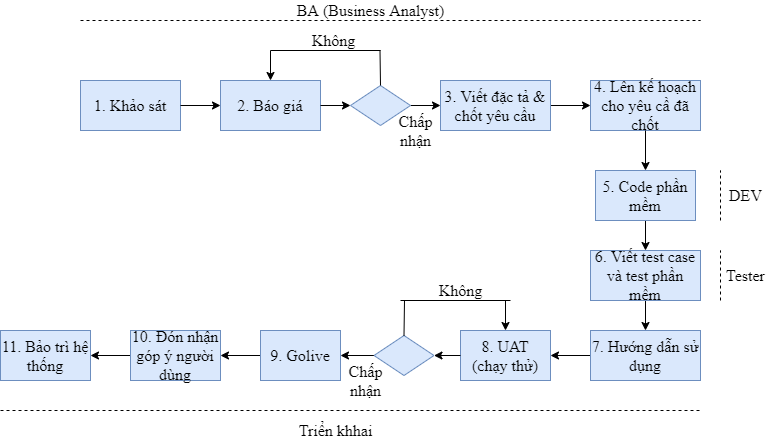 BA (Business Analyst)
Không
1. Khảo sát
2. Báo giá
Chấp
nhận
3. Viết đặc tả &
chốt yêu cầu
4. Lên kế hoạch
cho yêu cầ đã
chốt
5. Code phần
mềm
DEV
6. Viết test case
và test phần
mềm
Tester
Không
11. Bảo trì hệ
thống
10. Đón nhận
góp ý người
dùng
9. Golive
Chấp
nhận
8. UAT
(chạy thử)
7. Hướng dẫn sử
dụng
Triển khhai